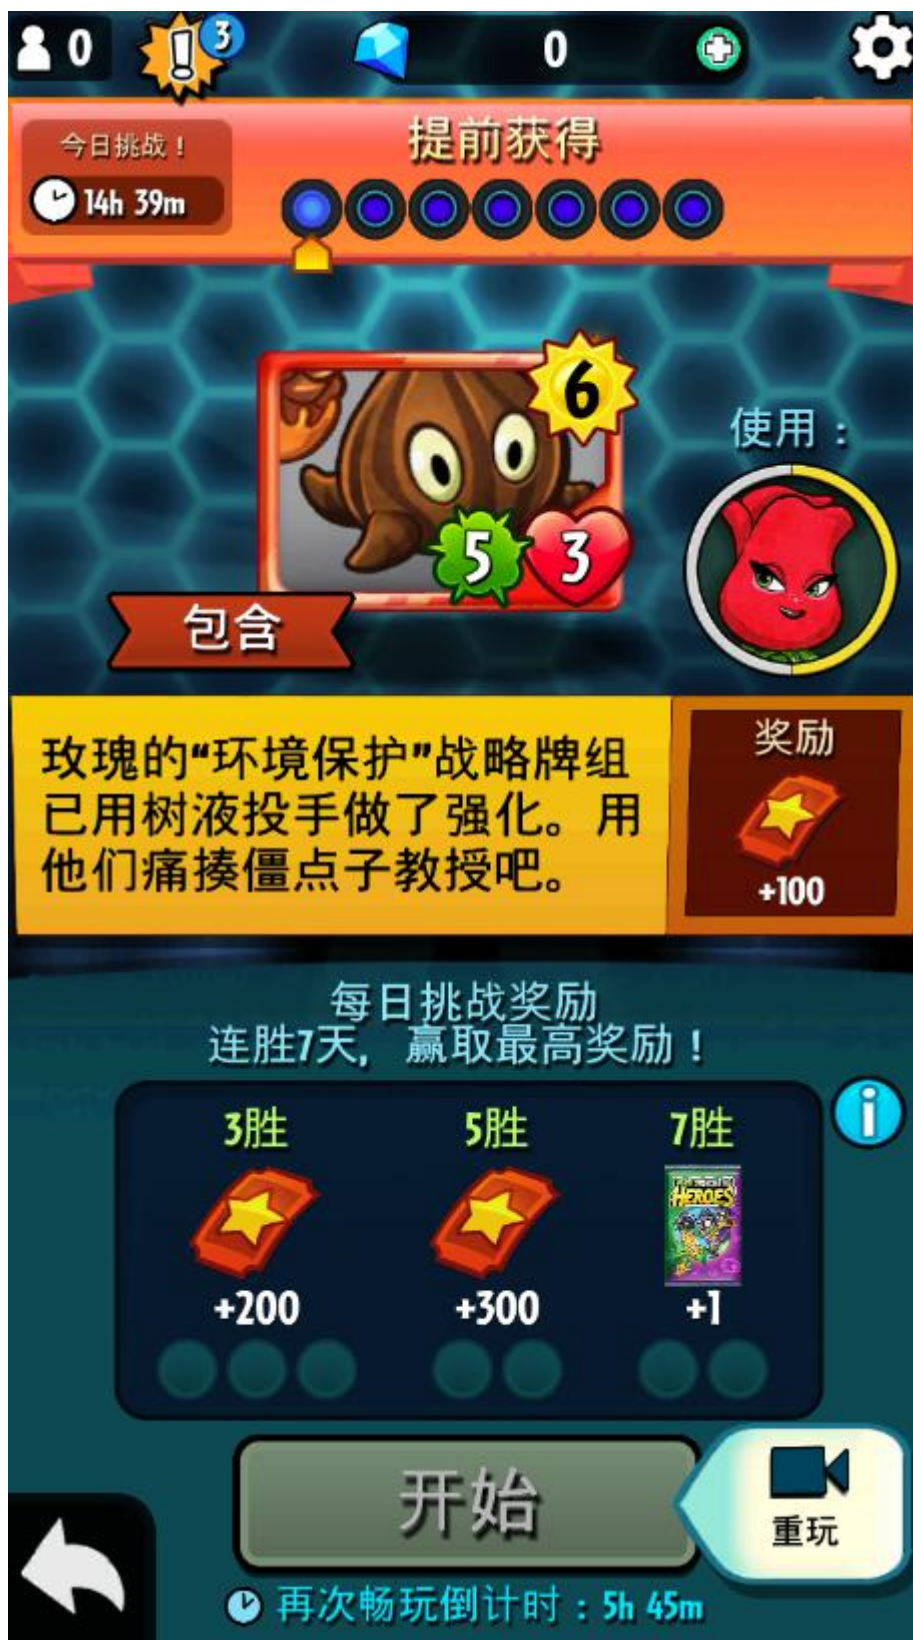 0
3
0
今日挑战！
14h 39m
提前获得
6
使用：
5
3
包含
玫瑰的“环境保护”战略牌组
已用树液投手做了强化。用
他们痛揍僵点子教授吧。
奖励
+100
每日挑战奖励
连胜7天，赢取最高奖励！
3胜
5胜
7胜
HEROES
+200
+300
+1
开始
重玩
再次畅玩倒计时：5h 45m